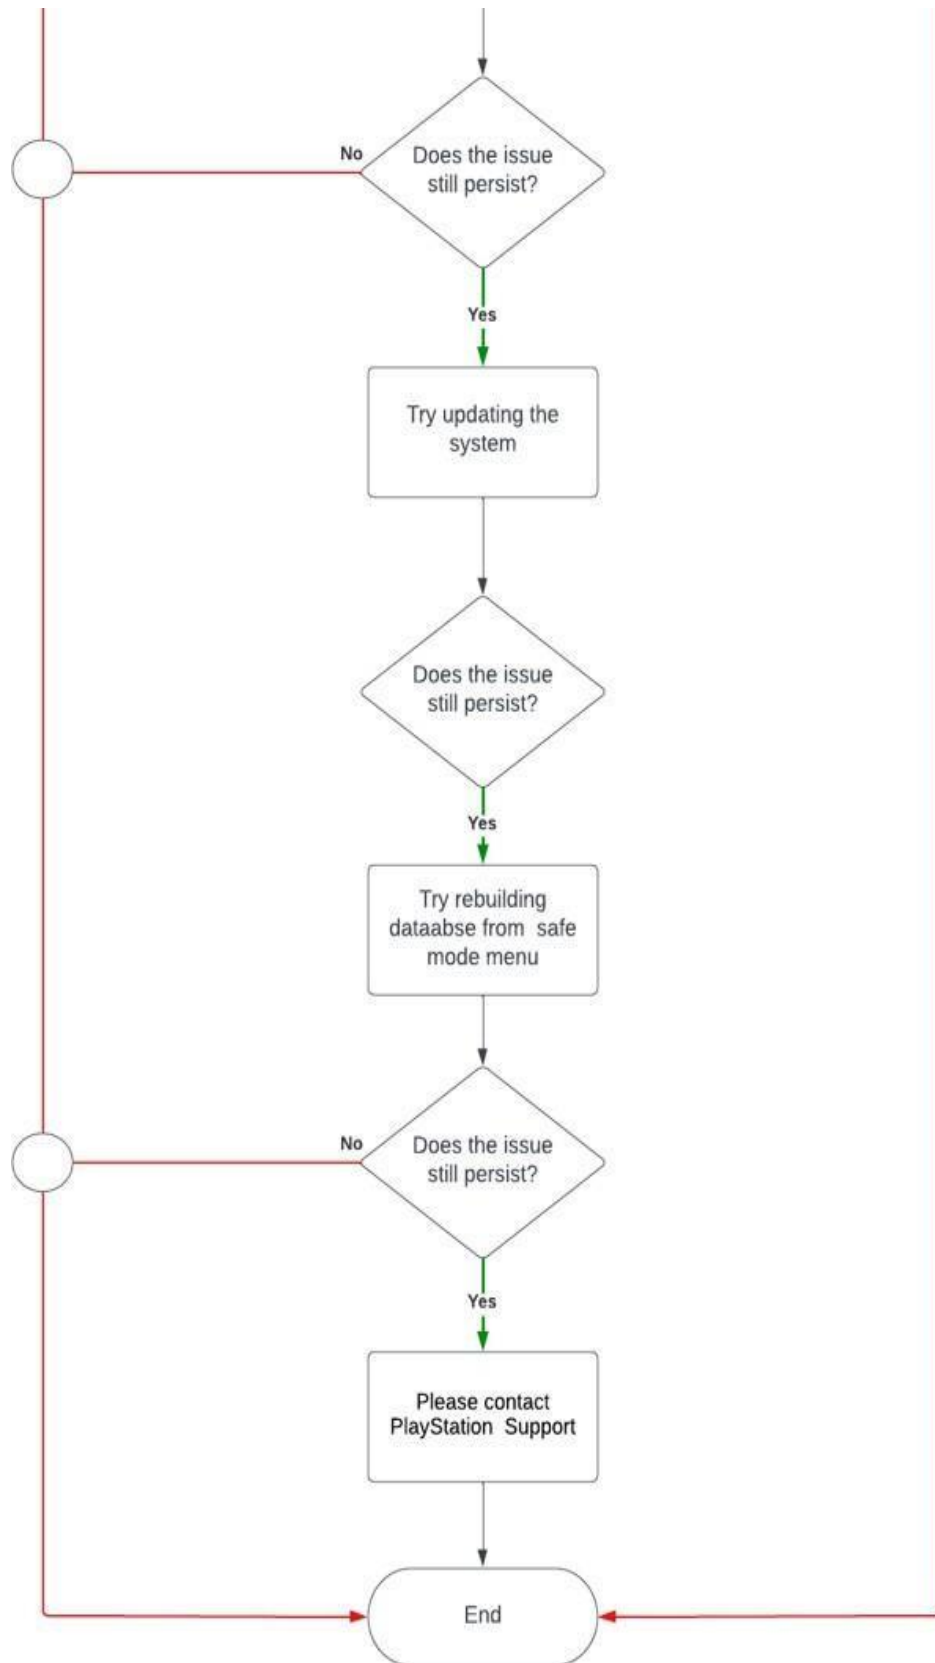 No
Does the issue
still persist?
Yes
Try updating the
system
Does the issue
still persist?
Yes
Try rebuilding
dataabse from  safe
mode menu
No
Does the issue
still persist?
Yes
Please contact
PlayStation  Support
End